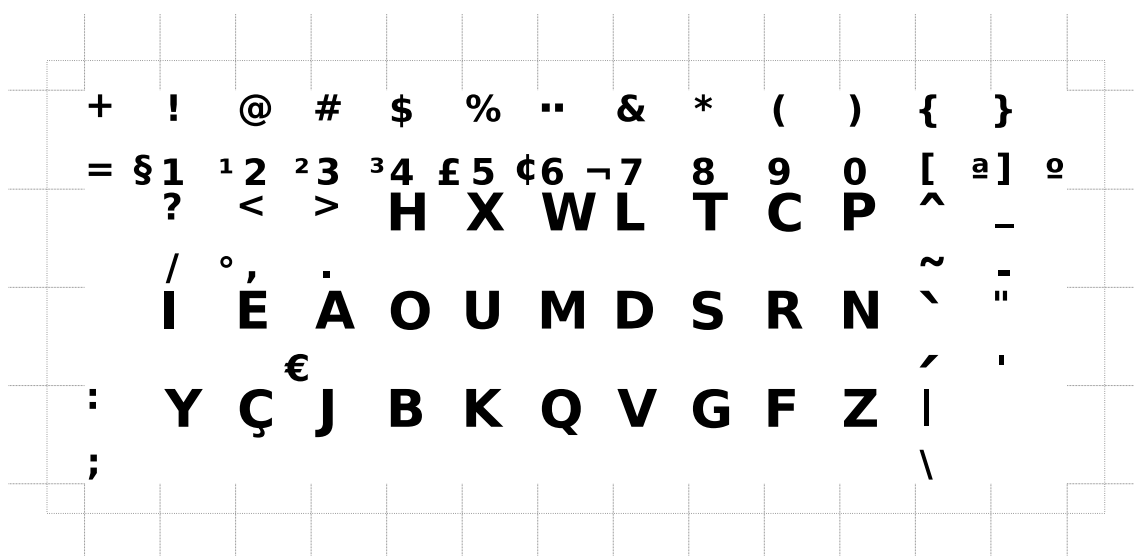 + ! @ # $ % ¨ & * ( ) { }
= § 1 ¹ 2 ² 3 ³ 4 £ 5 ¢ 6 ¬ 7 8 9 0 [ ª ] º
? < > H X W L T C P ^ _
/ ° , . ~ -
I E A O U M D S R N ` "
€ ´ '
: Y Ç J B K Q V G F Z |
; \